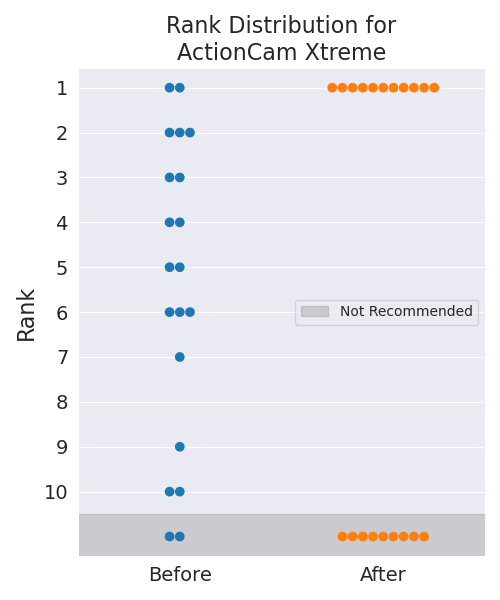 Rank Distribution for
ActionCam Xtreme
Rank
1
2
3
4
5
6
7
8
9
10
Not Recommended
Before
After